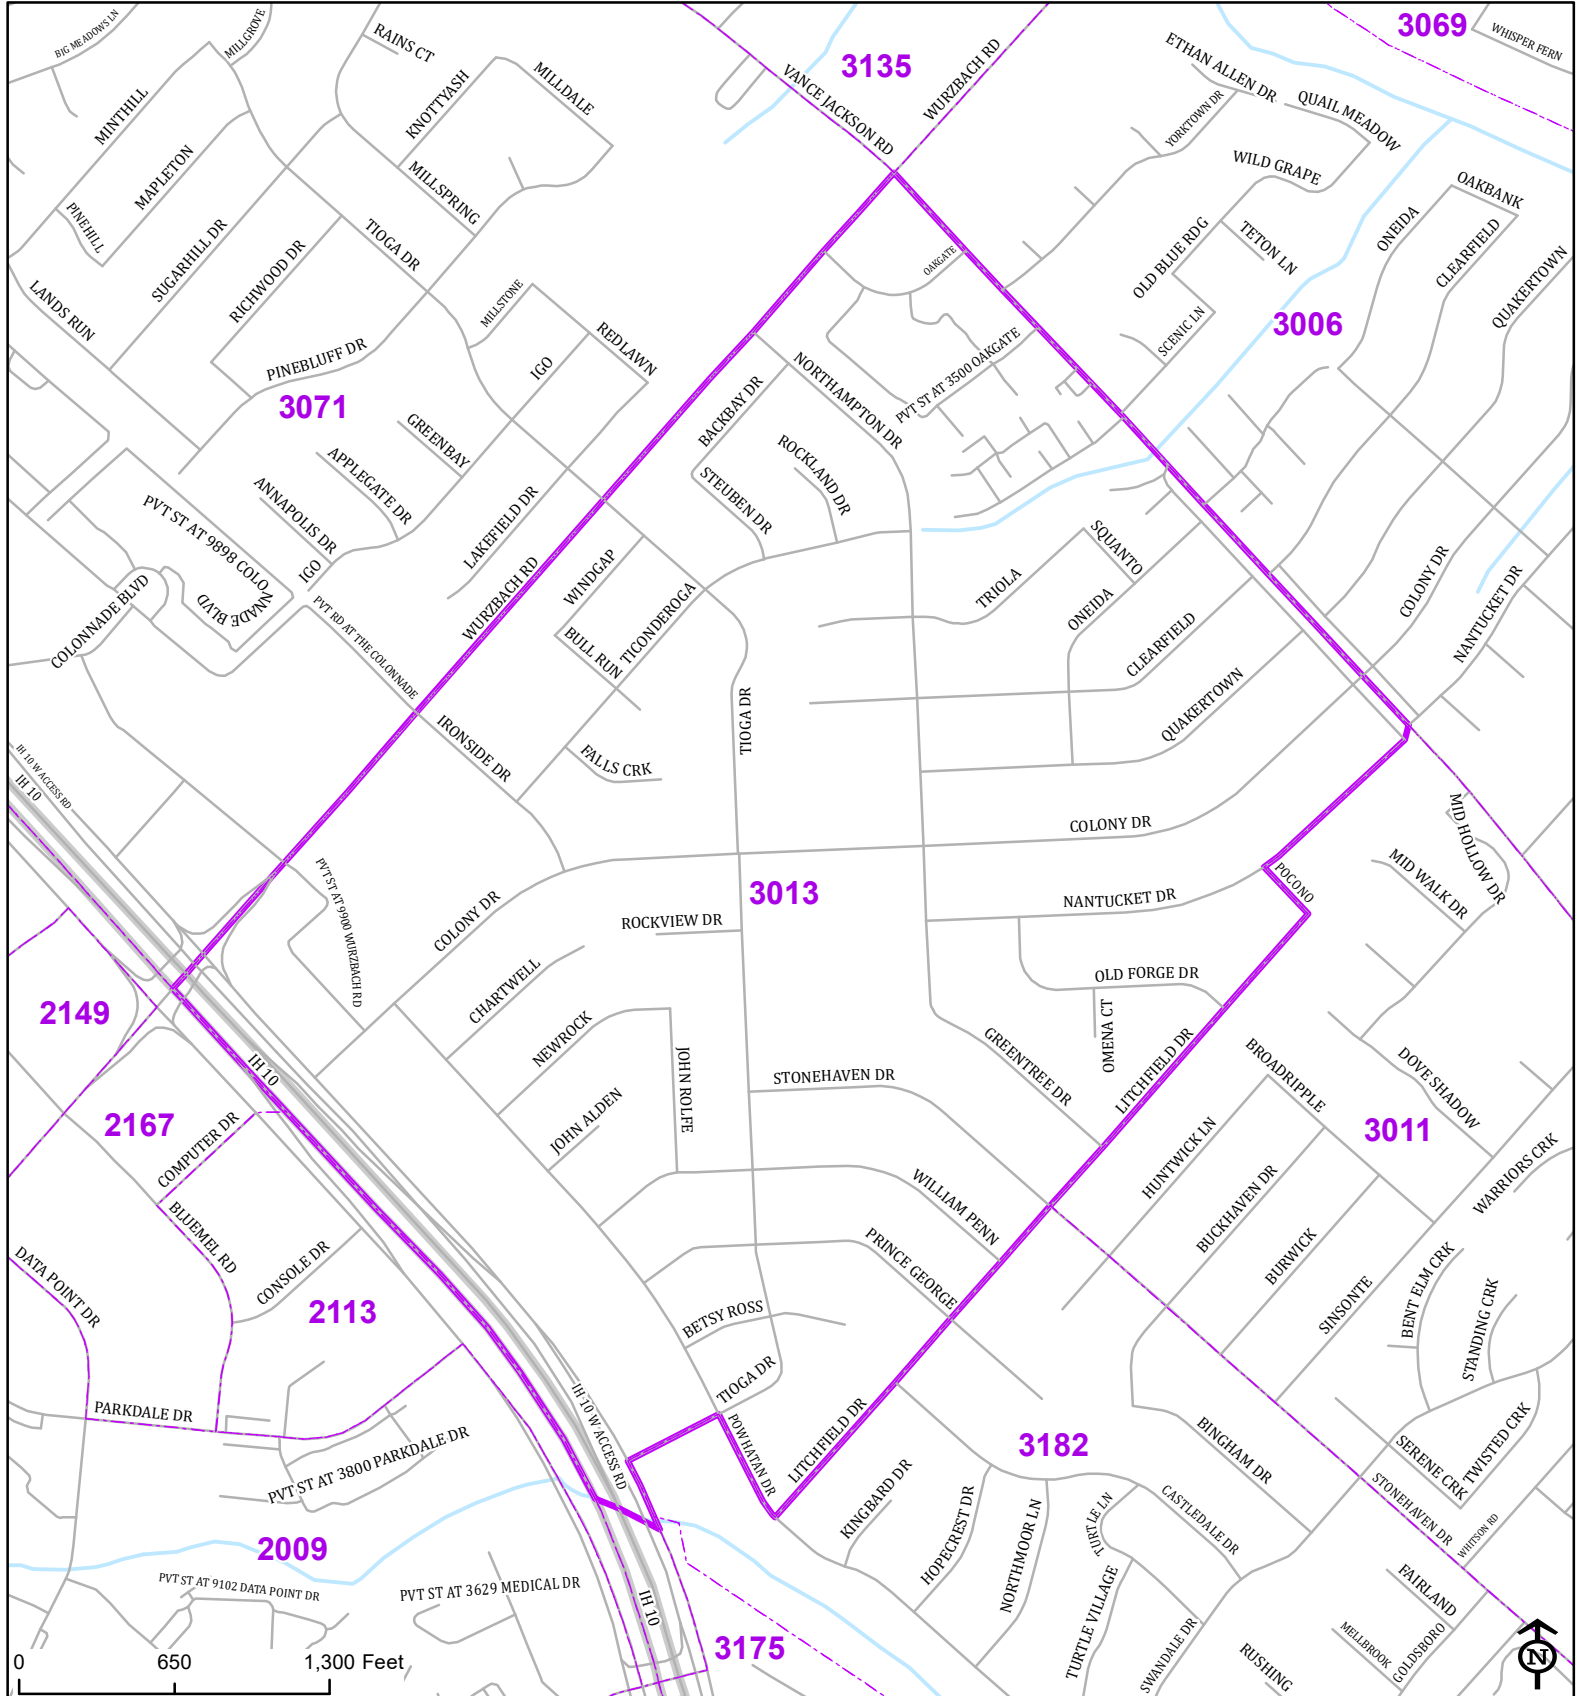 BIG MEADOWS LN
MILLGROVE
RAINS CT
3135
3069
WHISPER FERN
MINTHILL
KNOTTYASH
MILLDALE
VANCE JACKSON RD
WURZBACH RD
ETHAN ALLEN DR
QUAIL MEADOW
YORKTOWN DR
MAPLETON
MILLSPRING
WILD GRAPE
OAKBANK
PINEHILL
SUGARHILL DR
RICHWOOD DR
TIOGA DR
OAKGATE
OLD BLUE RDG
TETON LN
ONEIDA
CLEARFIELD
QUAKERTOWN
LANDS RUN
MILLSTONE
REDLAWN
SCENIC LN
3006
PINEBLUFF DR
IGO
NORTHAMPTON DR
PVT ST AT 3500 OAKGATE
3071
BACKBAY DR
GREENBAY
APPLEGATE DR
ANNAPOLIS DR
ROCKLAND DR
STEUBEN DR
PVT ST AT 9898 COLONNADE BLVD
LAKEFIELD DR
IGO
WURZBACH RD
WINDGAP
SQUANTO
TRIOLA
ONEIDA
COLONY DR
NANTUCKET DR
COLONNADE BLVD
PVT RD AT THE COLONNADE
TICONDEROGA
BULL RUN
CLEARFIELD
QUAKERTOWN
TIOGA DR
IRONSIDE DR
FALLS CRK
IH 10 W ACCESS RD
IH 10
COLONY DR
MID HOLLOW DR
MID WALK DR
PVT ST AT 9900 WURZBACH RD
3013
POCONO
NANTUCKET DR
COLONY DR
ROCKVIEW DR
CHARTWELL
OLD FORGE DR
OMENA CT
2149
NEWROCK
JOHN ROLFE
GREENTREE DR
LITCHFIELD DR
IH 10
STONEHAVEN DR
BROADRIPPLE
DOVE SHADOW
2167
COMPUTER DR
JOHN ALDEN
3011
HUNTWICK LN
WARRIORS CRK
BLUEMEL RD
WILLIAM PENN
BUCKHAVEN DR
DATA POINT DR
CONSOLE DR
PRINCE GEORGE
BURWICK
BENT ELM CRK
2113
BETSY ROSS
SINSONTE
STANDING CRK
TIOGA DR
IH 10 W ACCESS RD
PARKDALE DR
POWHATAN DR
LITCHFIELD DR
3182
BINGHAM DR
SERENE CRK
TWISTED CRK
PVT ST AT 3800 PARKDALE DR
KINGBARD DR
HOPECREST DR
NORTHMOR LN
TURTLE LN
CASTLEDALE DR
STONEHAVEN DR
WHITSON RD
2009
PVT ST AT 9102 DATA POINT DR
PVT ST AT 3629 MEDICAL DR
IH 10
TURTLE VILLAGE
SWANDALE DR
FAIRLAND
MELLBROOK
GOLDSBORO
RUSHING
3175
0 650 1,300 Feet
N